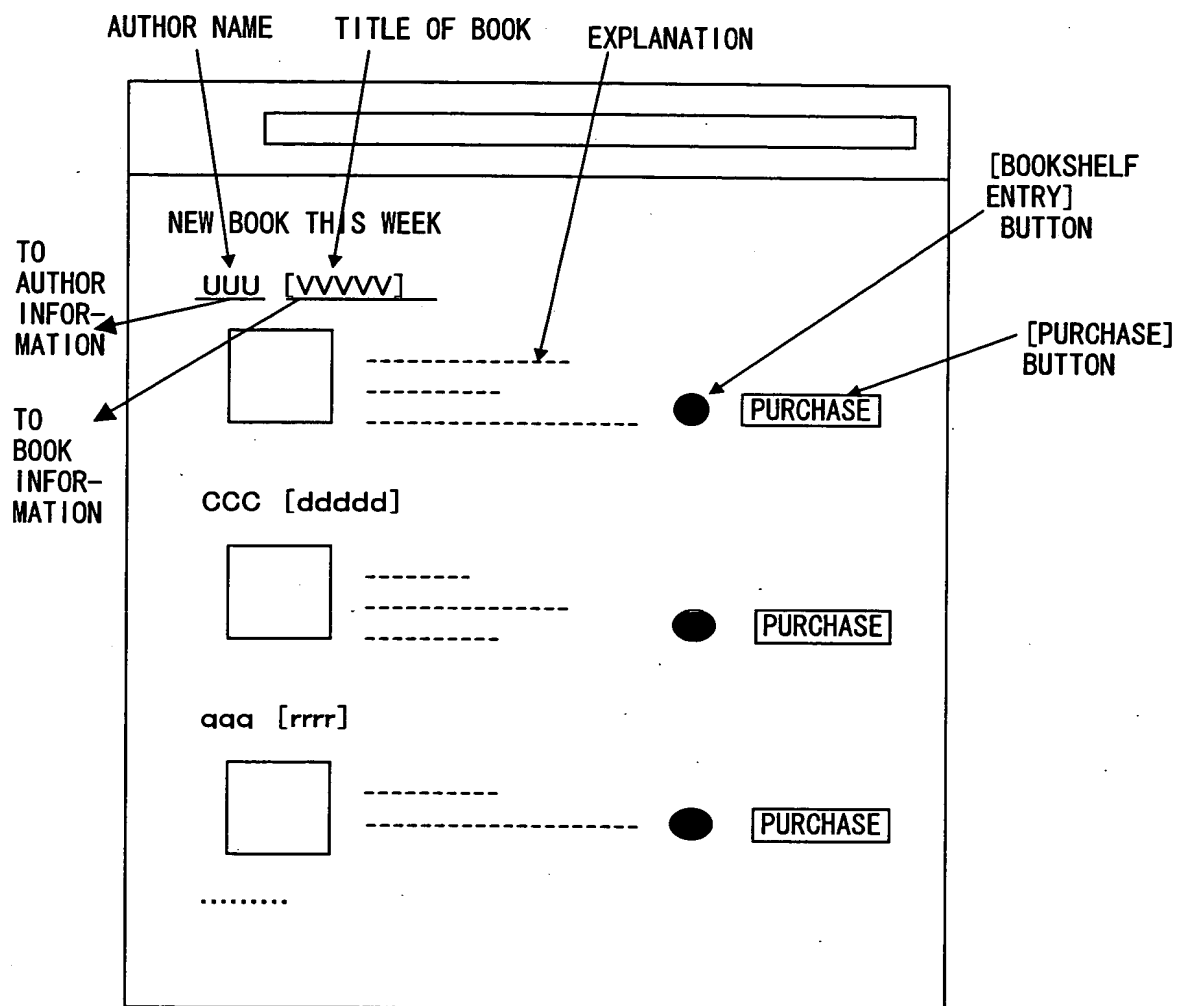 AUTHOR NAME
TITLE OF BOOK
EXPLANATION
[BOOKSHELF
ENTRY]
BUTTON
NEW BOOK THIS WEEK
TO
AUTHOR
INFOR-
MATION
UUU [VVVVV]
[PURCHASE]
BUTTON
PURCHASE
TO
BOOK
INFOR-
MATION
CCC [ddddd]
PURCHASE
qqq [rrrr]
PURCHASE
.........